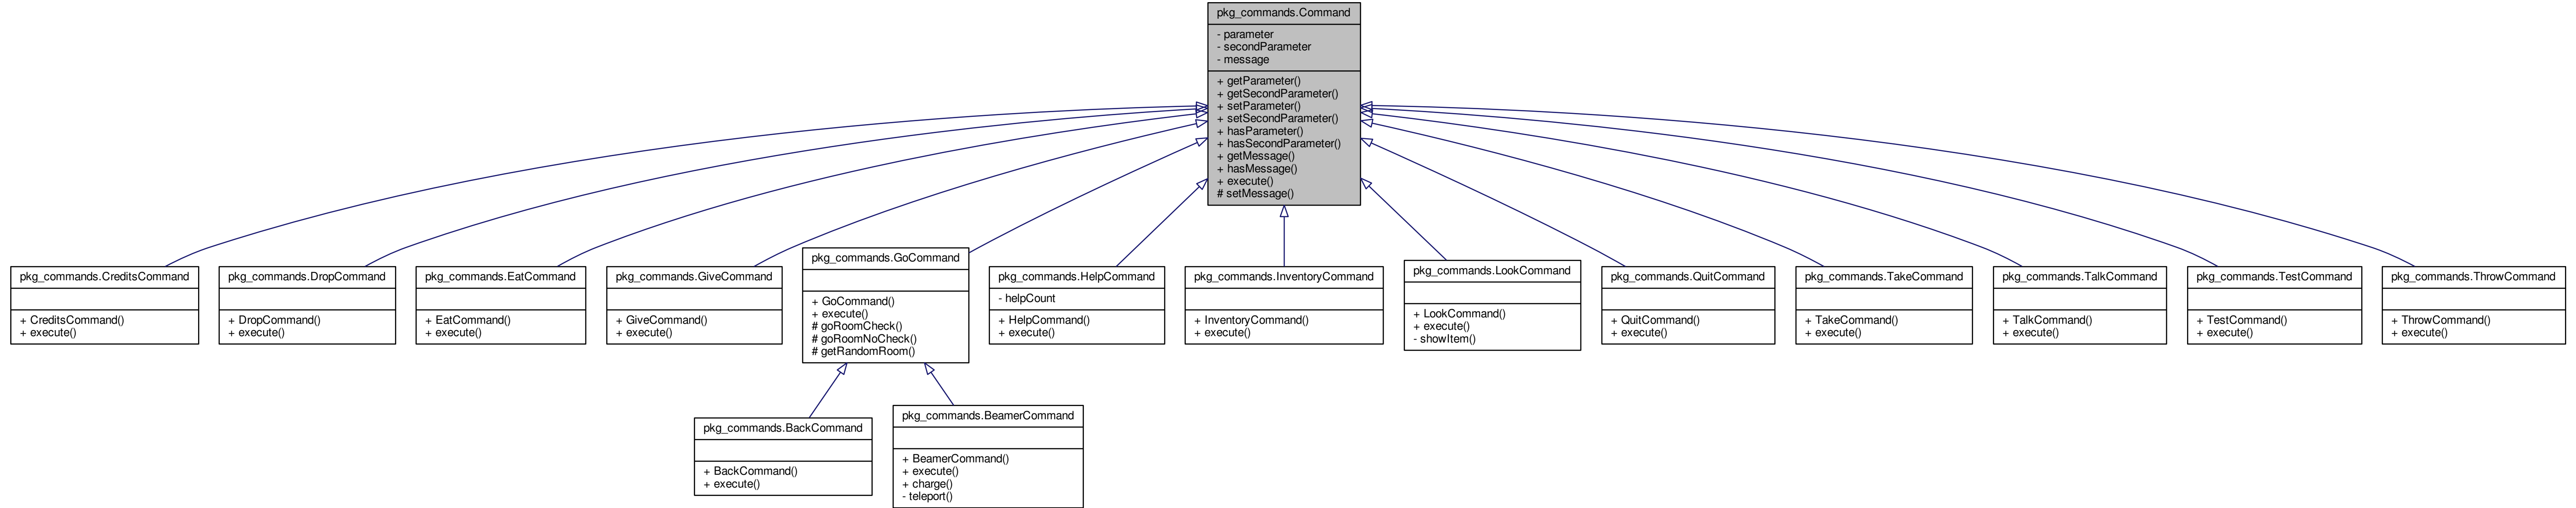 pkg_commands.Command
- parameter
- secondParameter
- message
+ getParameter()
+ getSecondParameter()
+ setParameter()
+ setSecondParameter()
+ hasParameter()
+ hasSecondParameter()
+ getMessage()
+ hasMessage()
+ execute()
# setMessage()
pkg_commands.CreditsCommand
+ CreditsCommand()
+ execute()
pkg_commands.DropCommand
+ DropCommand()
+ execute()
pkg_commands.EatCommand
+ EatCommand()
+ execute()
pkg_commands.GiveCommand
+ GiveCommand()
+ execute()
pkg_commands.GoCommand
+ GoCommand()
+ execute()
# goRoomCheck()
# goRoomNoCheck()
# getRandomRoom()
pkg_commands.HelpCommand
- helpCount
+ HelpCommand()
+ execute()
pkg_commands.InventoryCommand
+ InventoryCommand()
+ execute()
pkg_commands.LookCommand
+ LookCommand()
+ execute()
- showItem()
pkg_commands.QuitCommand
+ QuitCommand()
+ execute()
pkg_commands.TakeCommand
+ TakeCommand()
+ execute()
pkg_commands.TalkCommand
+ TalkCommand()
+ execute()
pkg_commands.TestCommand
+ TestCommand()
+ execute()
pkg_commands.ThrowCommand
+ ThrowCommand()
+ execute()
pkg_commands.BackCommand
+ BackCommand()
+ execute()
pkg_commands.BeamerCommand
+ BeamerCommand()
+ execute()
+ charge()
- teleport()